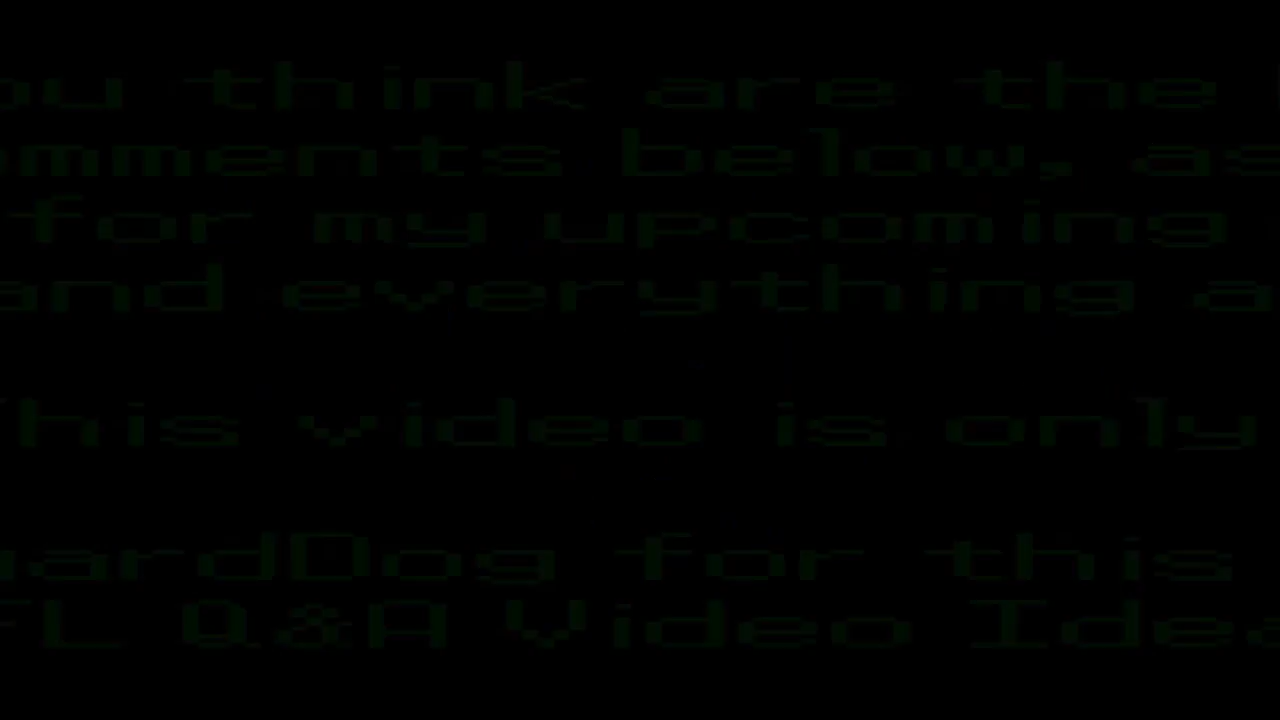 ou think are the
omments below, as
for my upcoming
and everything a
his video is only
ardDog for this
FL Q&A Video Idea